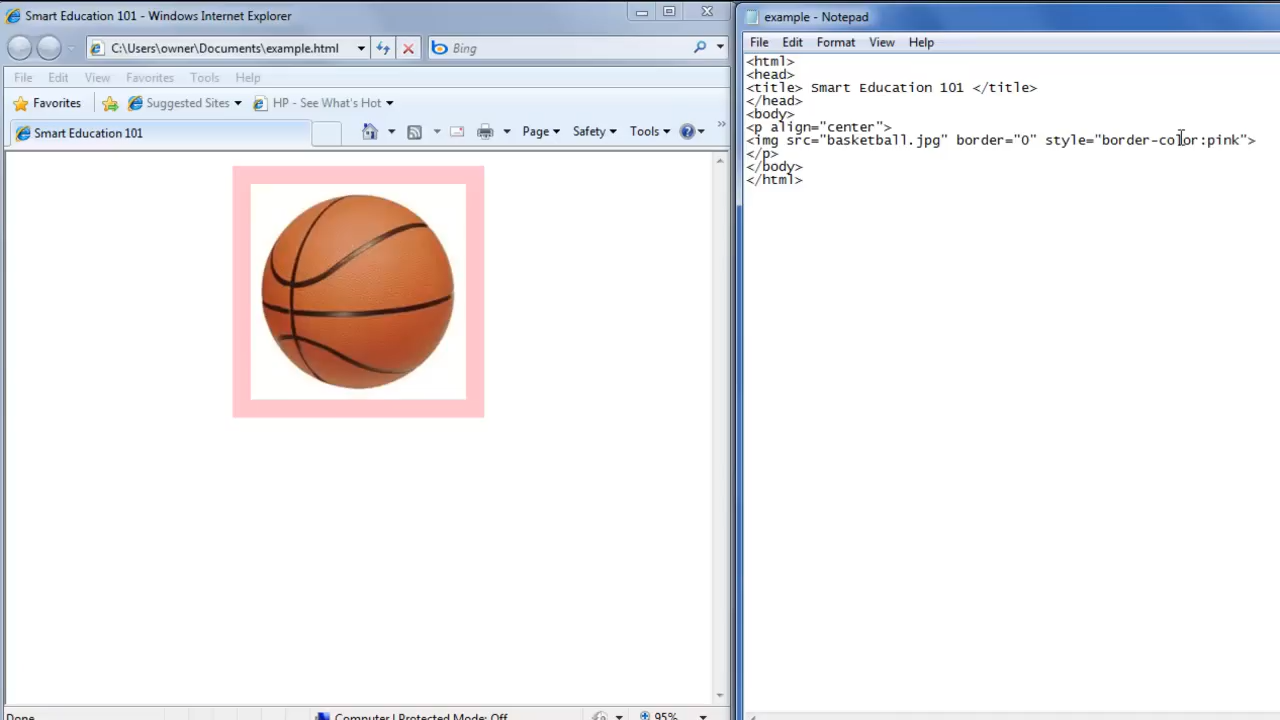 Smart Education 101 - Windows Internet Explorer
C:\Users\owner\Documents\example.html
Bing
File Edit View Favorites Tools Help
Favorites Suggested Sites HP - See What's Hot »
Smart Education 101 Page Safety Tools »
Done Computer | Protected Mode: Off 95%
example - Notepad
File Edit Format View Help
<html>
<head>
<title> Smart Education 101 </title>
</head>
<body>
<p align="center">
<img src="basketball.jpg" border="0" style="border-color:pink">
</p>
</body>
</html>